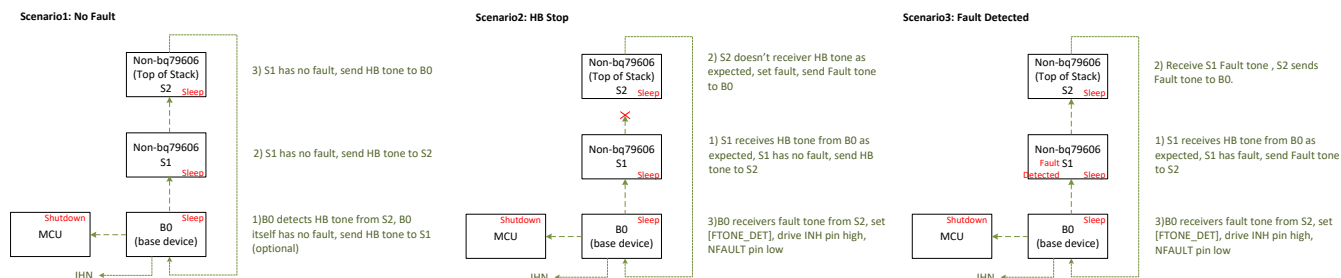 Scenario1: No Fault
Non-bq79606
(Top of Stack)
S2
Sleep
3) S1 has no fault, send HB tone to B0
Non-bq79606
S1
Sleep
2) S1 has no fault, send HB tone to S2
Shutdown
MCU
Sleep
B0
(base device)
1)B0 detects HB tone from S2, B0
itself has no fault, send HB tone to S1
(optional)
IHN
Scenario2: HB Stop
Non-bq79606
(Top of Stack)
S2
Sleep
2) S2 doesn't receiver HB tone as
expected, set fault, send Fault tone
to B0
Non-bq79606
S1
Sleep
1) S1 receives HB tone from B0 as
expected, S1 has no fault, send HB
tone to S2
Shutdown
MCU
Sleep
B0
(base device)
3)B0 receivers fault tone from S2, set
[FTONE_DET], drive INH pin high,
NFAULT pin low
IHN
Scenario3: Fault Detected
Non-bq79606
(Top of Stack)
S2
Sleep
2) Receive S1 Fault tone , S2 sends
Fault tone to B0.
Non-bq79606
Fault S1
Detected
Sleep
1) S1 receives HB tone from B0 as
expected, S1 has fault, send Fault tone
to S2
Shutdown
MCU
Sleep
B0
(base device)
3)B0 receivers fault tone from S2, set
[FTONE_DET], drive INH pin high,
NFAULT pin low
IHN